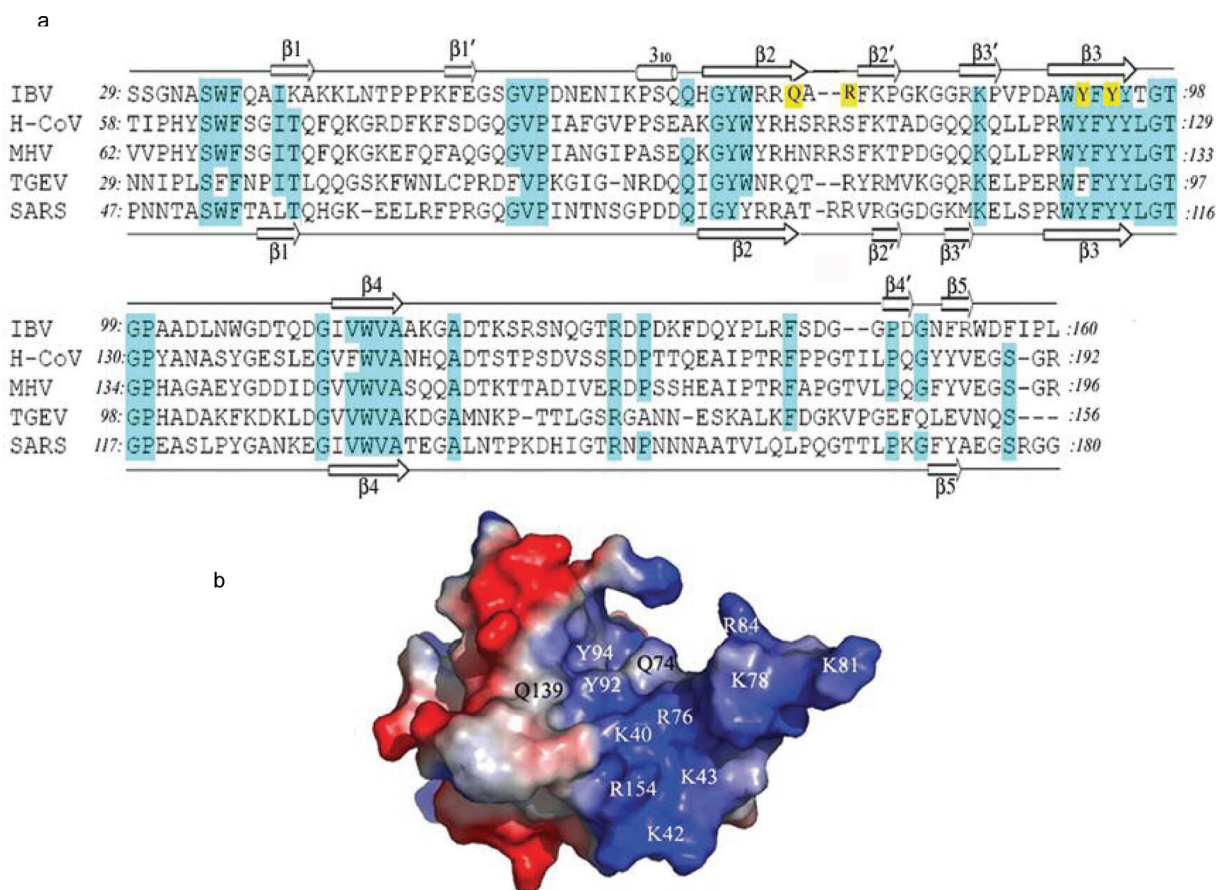 a
β1 β1′ 3₁₀ β2 β2′ β3′ β3
IBV 29: SSGNASWFQAIKAKKLNTPPPKFEGSGVPDNENIKPSQQHGYWRRQA--RFKPGKGGRKPVPDAWYFYYTGT :98
H-CoV 58: TIPHYSWFSGITQFQKGRDFKFSDGQGVPIAFGVPPSEAKGYWYRHSRRSFKTADGQQKQLLPRWYFYYLGT :129
MHV 62: VVPHYSWFSGITQFQKGKEFQFAQGQGVPIANGIPASEQKGYWYRHNRRSFKTPDGQQKQLLPRWYFYYLGT :133
TGEV 29: NNIPLSFFNPITLQQGSKFWNLCPRDFVPKGIG-NRDQQIGYWNRQT--RYRMVKGQRKELPERWFFYYLGT :97
SARS 47: PNNTASWFTALTQHGK-EELRFPRGQGVPINTNSGPDDQIGYYRRAT-RRVRGGDGKMKELSPRWYFYYLGT :116
β1 β2 β2′ β3′ β3
β4 β4′ β5
IBV 99: GPAADLNWGDTQDGIVWVAAKGADTKSRSNQGTRDPDKFDQYPLRFSDG--GPDGNFRWDFIPL :160
H-CoV 130: GPYANASYGESLEGVFWVANHQADTSTPSDVSSRDPTTQEAIPTRFPPGTILPQGYYVEGS-GR :192
MHV 134: GPHAGAEYGDDIDGVVWVASQQADTKTTADIVERDPSSHEAIPTRFAPGTVLPQGFYVEGS-GR :196
TGEV 98: GPHADAKFKDKLDGVVWVAKDGAMNKP-TTLGSRGANN-ESKALKFDGKVPGEFQLEVNQS--- :156
SARS 117: GPEASLPYGANKEGIVWVATEGALNTPKDHIGTRNPNNNAATVLQLPQGTTLPKGFYAEGSRGG :180
β4 β5
b
R84
Y94 Q74 K81
Q139 Y92 K78
R76
K40
K43
R154
K42